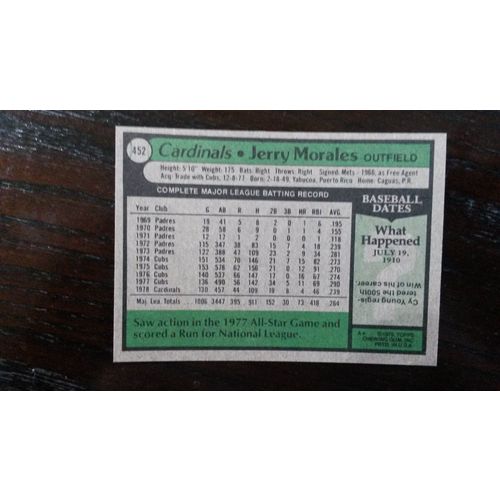 452
Cardinals • Jerry Morales OUTFIELD
Height: 5'10" Weight: 175 Bats: Right Throws: Right Signed: Mets - 1966, as Free Agent
Acq: Trade with Cubs, 12-8-77 Born: 2-18-49, Yabucoa, Puerto Rico Home: Caguas, P.R.
COMPLETE MAJOR LEAGUE BATTING RECORD
Year Club G AB R H 2B 3B HR RBI AVG.
1969 Padres 19 41 5 8 2 0 1 6 .195
1970 Padres 28 58 6 9 0 1 1 4 .155
1971 Padres 12 17 1 2 0 0 0 1 .118
1972 Padres 115 347 38 83 15 7 4 18 .239
1973 Padres 122 388 47 109 23 2 9 34 .281
1974 Cubs 151 534 70 146 21 7 15 82 .273
1975 Cubs 153 578 62 156 21 0 12 91 .270
1976 Cubs 140 537 66 147 17 0 16 67 .274
1977 Cubs 136 490 56 142 34 5 11 69 .290
1978 Cardinals 130 457 44 109 19 8 4 46 .239
Maj. Lea. Totals 1006 3447 395 911 152 30 73 418 .264
BASEBALL
DATES
What
Happened
JULY 19,
1910
Cy Young regis-
tered the 500th
Win of his career
Saw action in the 1977 All-Star Game and
scored a Run for National League.
TOPPS
CHEWING GUM, INC
PRTD. IN U.S.A.